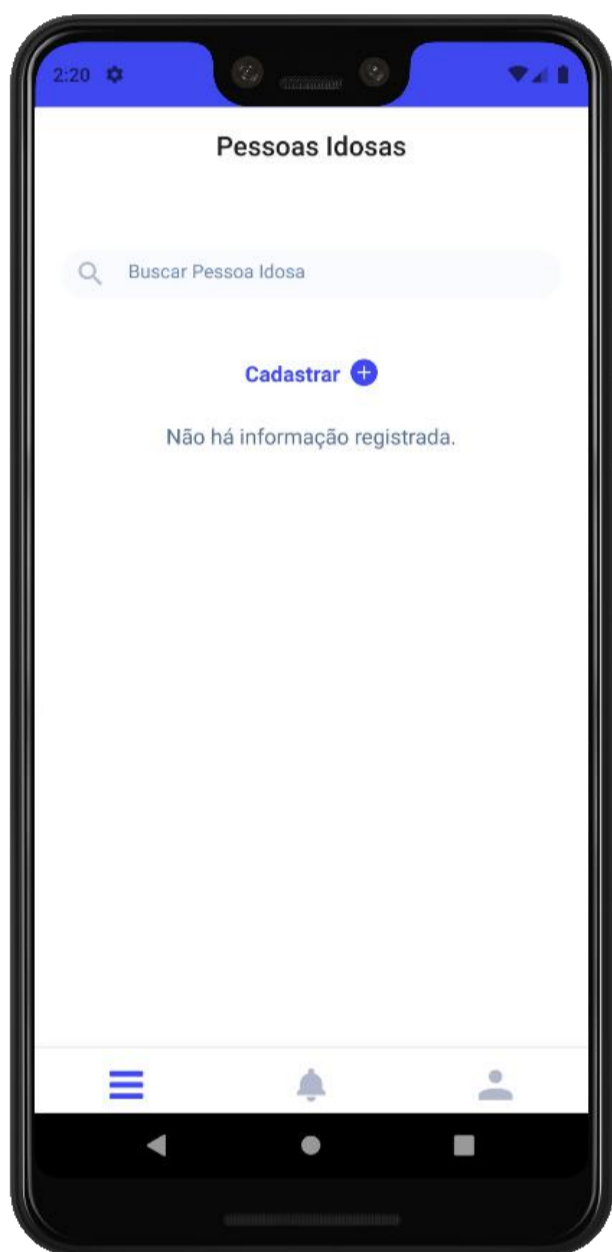 2:20
Pessoas Idosas
Buscar Pessoa Idosa
Cadastrar
Não há informação registrada.